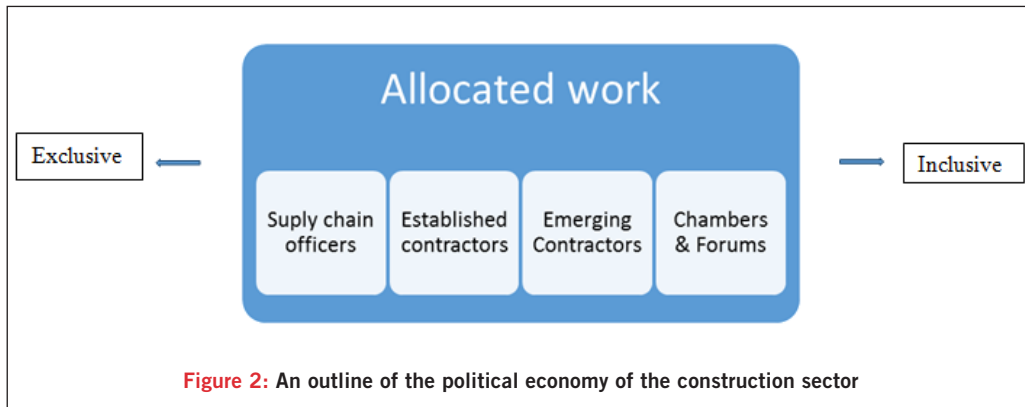 Allocated work
Exclusive
Inclusive
Suply chain
officers
Established
contractors
Emerging
Contractors
Chambers
& Forums
Figure 2: An outline of the political economy of the construction sector